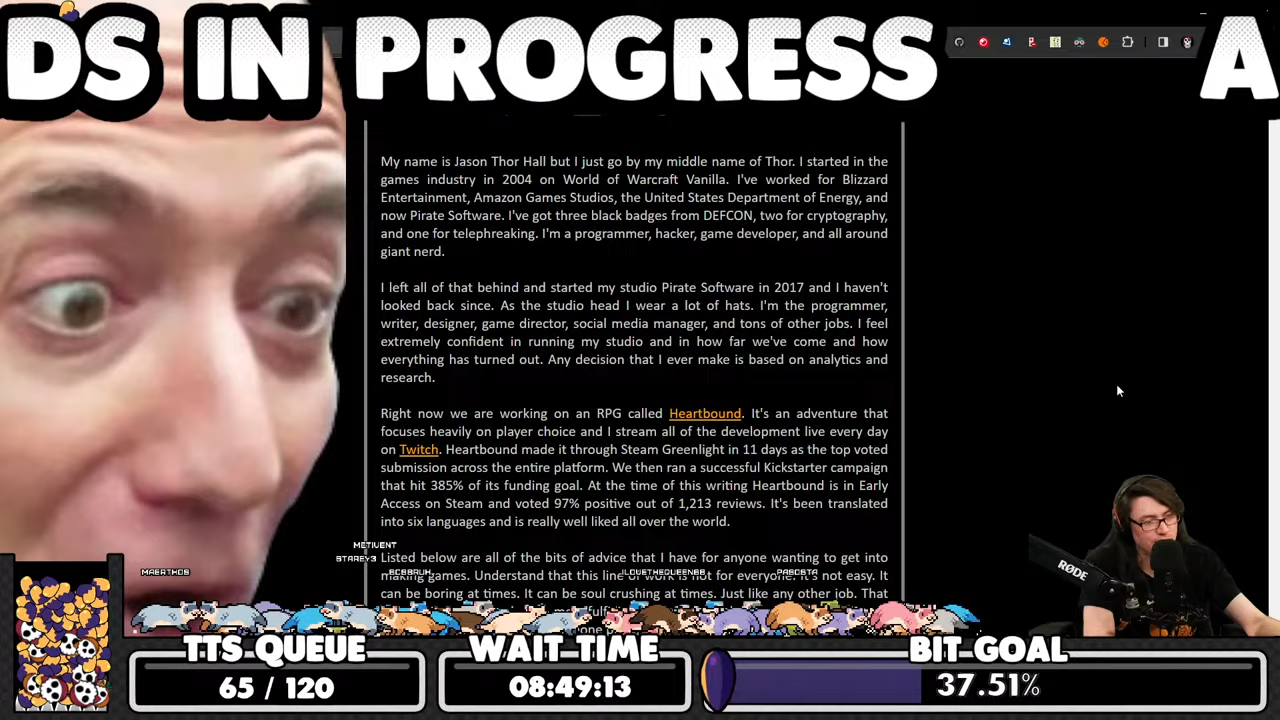 DS IN PROGRESS A
My name is Jason Thor Hall but I just go by my middle name of Thor. I started in the
games industry in 2004 on World of Warcraft Vanilla. I've worked for Blizzard
Entertainment, Amazon Games Studios, the United States Department of Energy, and
now Pirate Software. I've got three black badges from DEFCON, two for cryptography,
and one for telephreaking. I'm a programmer, hacker, game developer, and all around
giant nerd.
I left all of that behind and started my studio Pirate Software in 2017 and I haven't
looked back since. As the studio head I wear a lot of hats. I'm the programmer,
writer, designer, game director, social media manager, and tons of other jobs. I feel
extremely confident in running my studio and in how far we've come and how
everything has turned out. Any decision that I ever make is based on analytics and
research.
Right now we are working on an RPG called Heartbound. It's an adventure that
focuses heavily on player choice and I stream all of the development live every day
on Twitch. Heartbound made it through Steam Greenlight in 11 days as the top voted
submission across the entire platform. We then ran a successful Kickstarter campaign
that hit 385% of its funding goal. At the time of this writing Heartbound is in Early
Access on Steam and voted 97% positive out of 1,213 reviews. It's been translated
into six languages and is really well liked all over the world.
METIVENT
Listed below are all of the bits of advice that I have for anyone wanting to get into
STAREY3
MAERTHOS
making games. Understand that this line of work is not for everyone. It's not easy. It
can be boring at times. It can be soul crushing at times. Just like any other job. That
RØDE
TTS QUEUE
65 / 120
WAIT TIME
08:49:13
BIT GOAL
37.51%